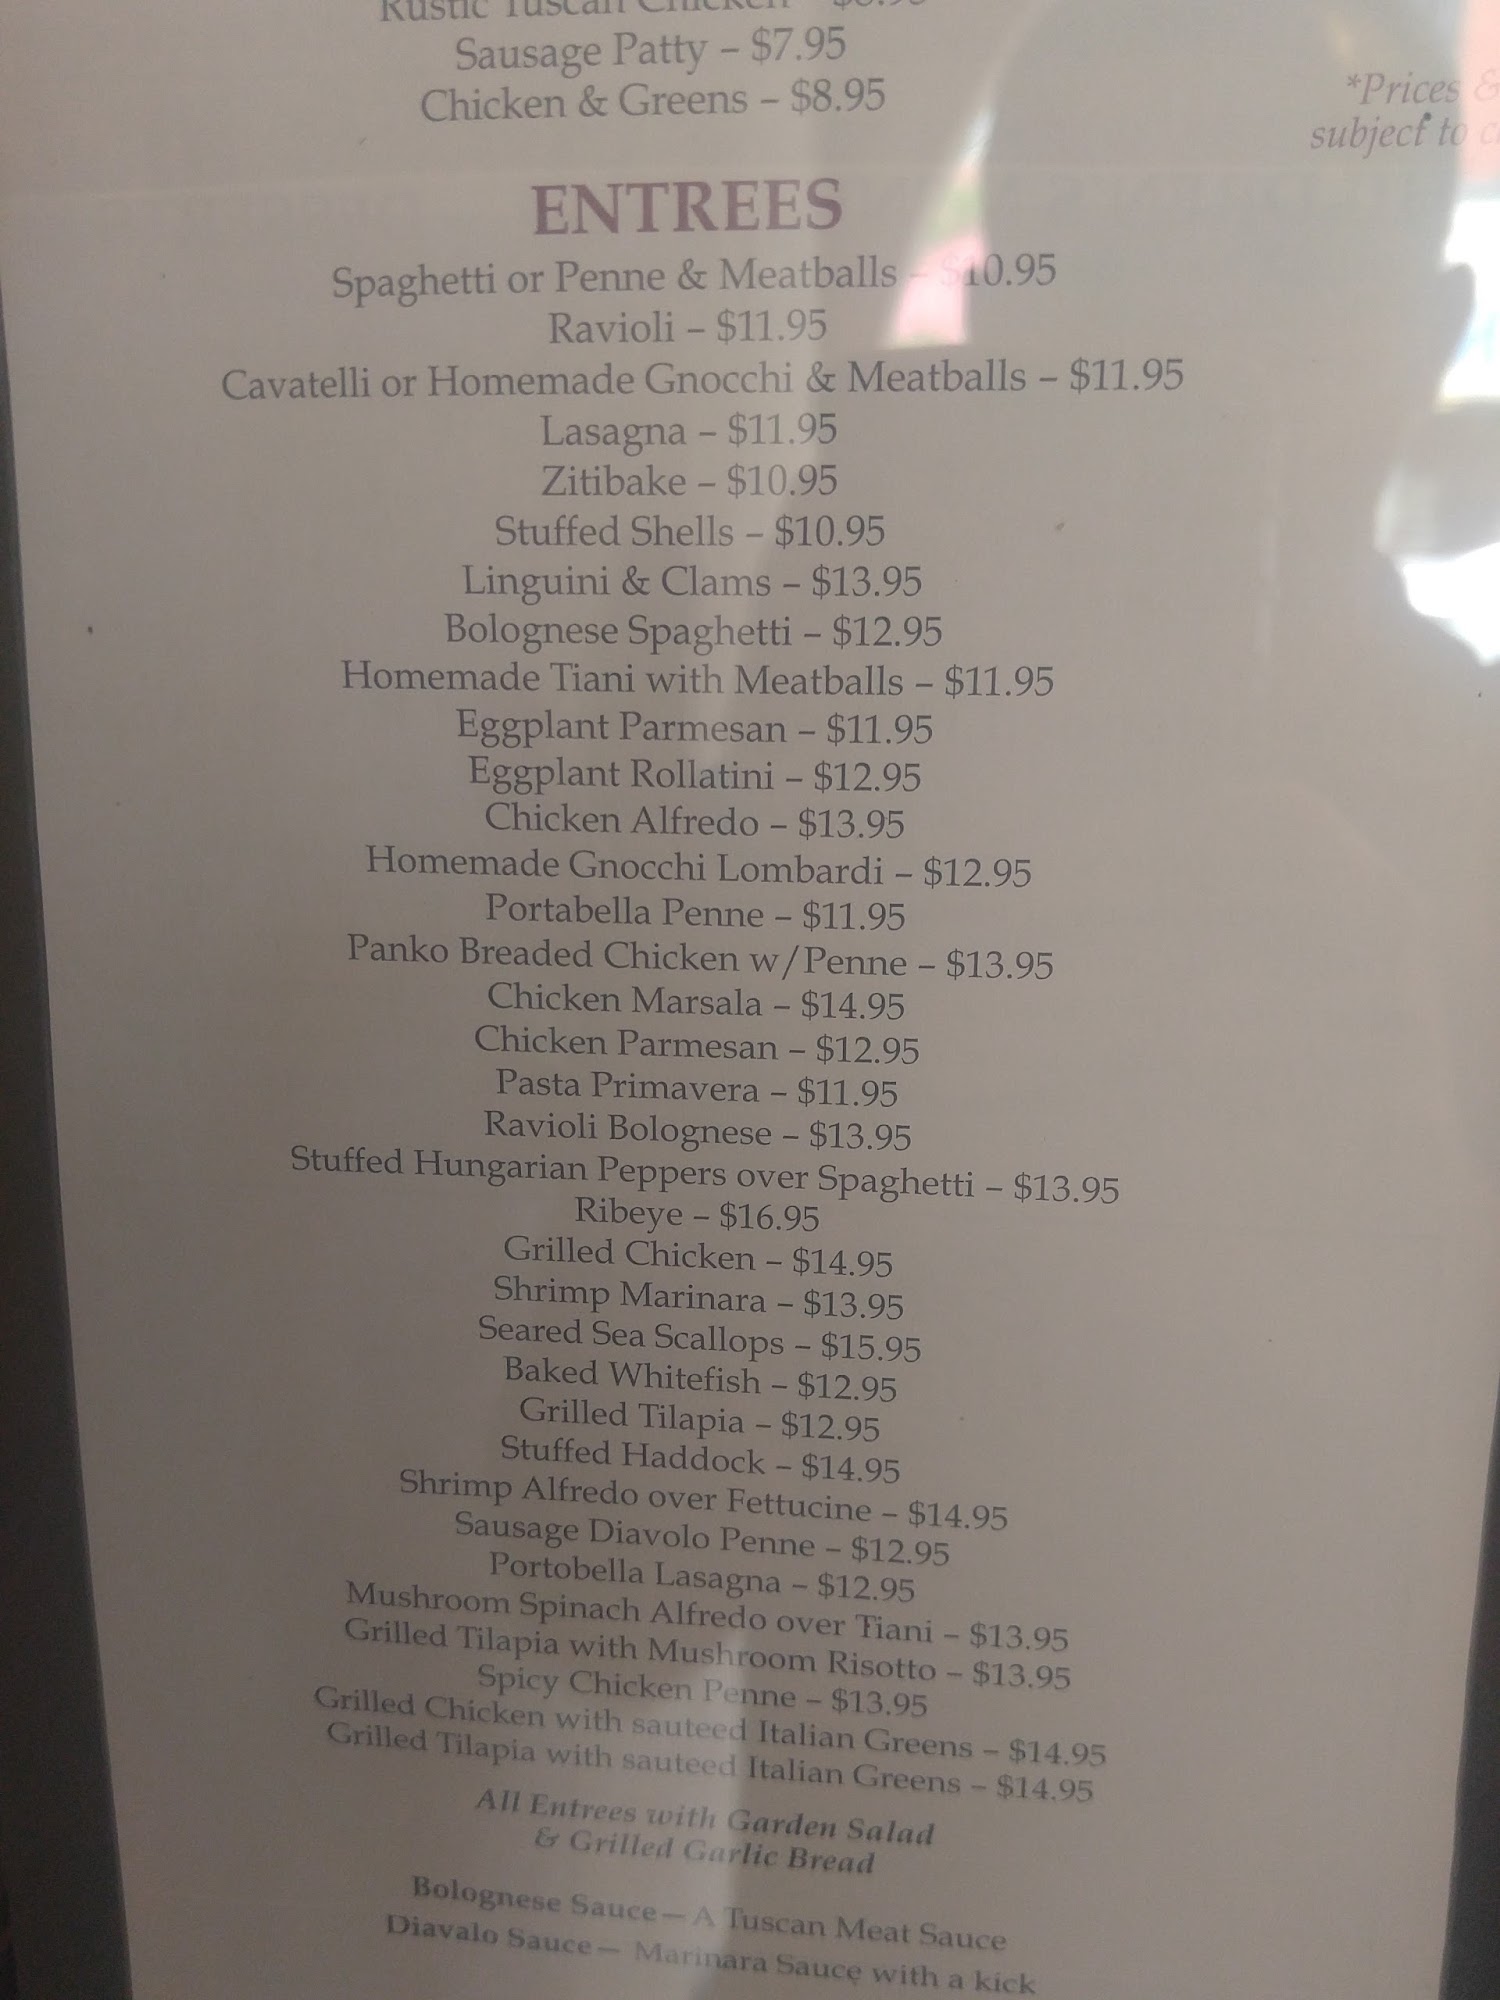 Rustic Tuscan Chicken
Sausage Patty – $7.95
Chicken & Greens – $8.95
*Prices &
subject to
ENTREES
Spaghetti or Penne & Meatballs – $10.95
Ravioli – $11.95
Cavatelli or Homemade Gnocchi & Meatballs – $11.95
Lasagna – $11.95
Zitibake – $10.95
Stuffed Shells – $10.95
Linguini & Clams – $13.95
Bolognese Spaghetti – $12.95
Homemade Tiani with Meatballs – $11.95
Eggplant Parmesan – $11.95
Eggplant Rollatini – $12.95
Chicken Alfredo – $13.95
Homemade Gnocchi Lombardi – $12.95
Portabella Penne – $11.95
Panko Breaded Chicken w/Penne – $13.95
Chicken Marsala – $14.95
Chicken Parmesan – $12.95
Pasta Primavera – $11.95
Ravioli Bolognese – $13.95
Stuffed Hungarian Peppers over Spaghetti – $13.95
Ribeye – $16.95
Grilled Chicken – $14.95
Shrimp Marinara – $13.95
Seared Sea Scallops – $15.95
Baked Whitefish – $12.95
Grilled Tilapia – $12.95
Stuffed Haddock – $14.95
Shrimp Alfredo over Fettucine – $14.95
Sausage Diavolo Penne – $12.95
Portobella Lasagna – $12.95
Mushroom Spinach Alfredo over Tiani – $13.95
Grilled Tilapia with Mushroom Risotto – $13.95
Spicy Chicken Penne – $13.95
Grilled Chicken with sauteed Italian Greens – $14.95
Grilled Tilapia with sauteed Italian Greens – $14.95
All Entrees with Garden Salad
& Grilled Garlic Bread
Bolognese Sauce— A Tuscan Meat Sauce
Diavalo Sauce— Marinara Sauce with a kick